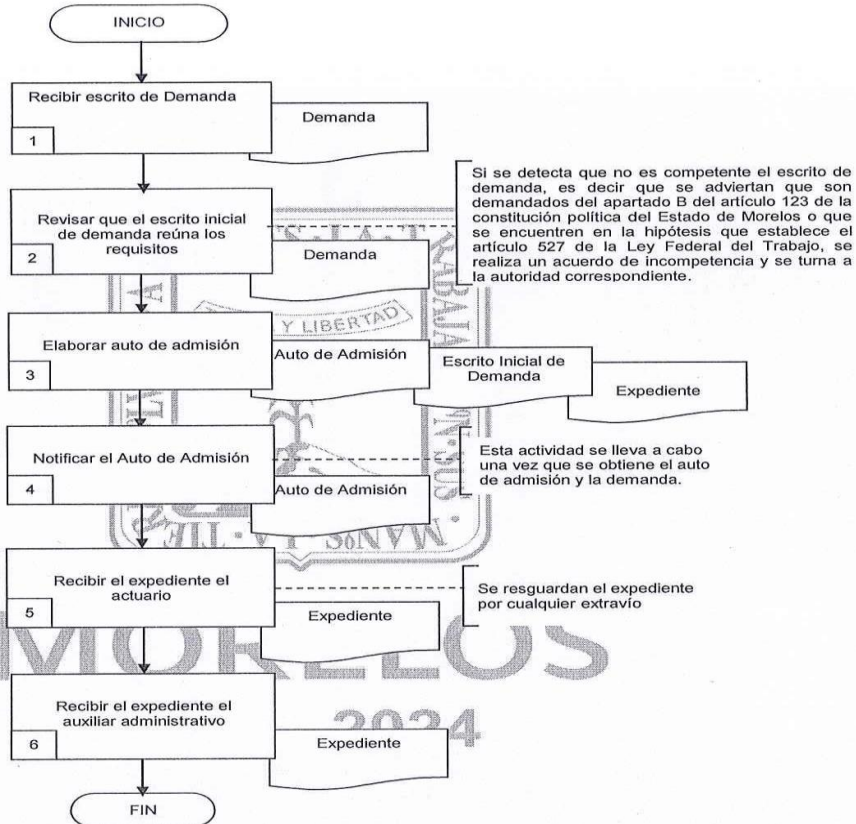 INICIO
Recibir escrito de Demanda
1
Demanda
Revisar que el escrito inicial
de demanda reúna los
requisitos
2
Demanda
Si se detecta que no es competente el escrito de
demanda, es decir que se adviertan que son
demandados del apartado B del artículo 123 de la
constitución política del Estado de Morelos o que
se encuentren en la hipótesis que establece el
artículo 527 de la Ley Federal del Trabajo, se
realiza un acuerdo de incompetencia y se turna a
la autoridad correspondiente.
Y LIBERTAD
Elaborar auto de admisión
3
Auto de Admisión
Escrito Inicial de
Demanda
Expediente
Notificar el Auto de Admisión
4
Auto de Admisión
Esta actividad se lleva a cabo
una vez que se obtiene el auto
de admisión y la demanda.
Recibir el expediente el
actuario
5
Expediente
Se resguardan el expediente
por cualquier extravío
MORELOS
Recibir el expediente el
auxiliar administrativo
6
2024
Expediente
FIN